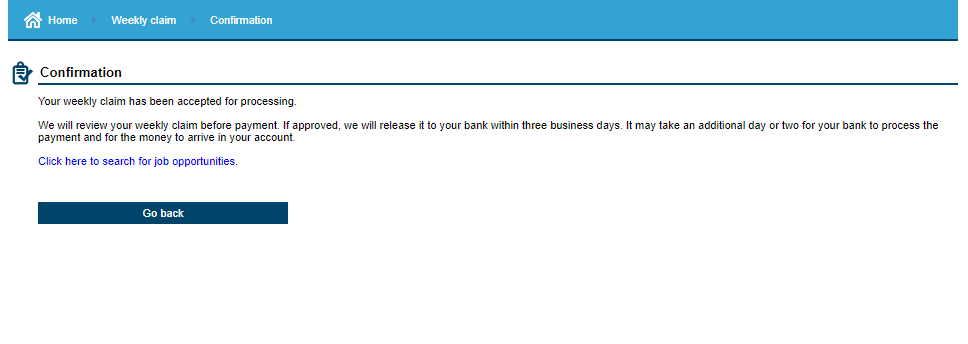 Home Weekly claim Confirmation
Confirmation
Your weekly claim has been accepted for processing.
We will review your weekly claim before payment. If approved, we will release it to your bank within three business days. It may take an additional day or two for your bank to process the
payment and for the money to arrive in your account.
Click here to search for job opportunities.
Go back